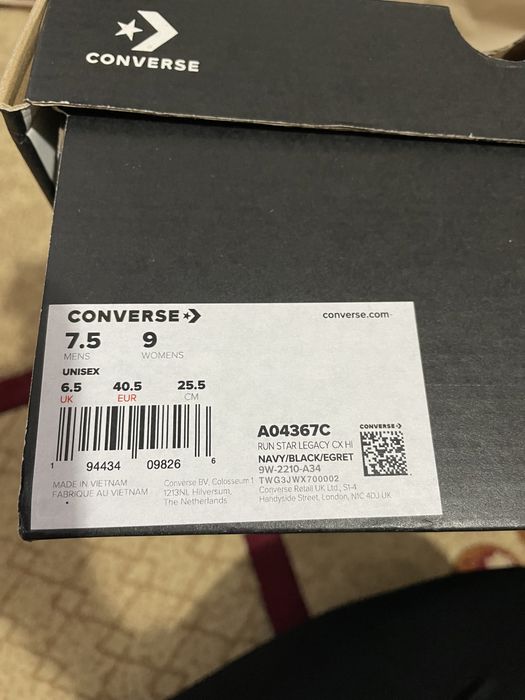 CONVERSE
CONVERSE
converse.com
7.5 9
MENS WOMENS
UNISEX
6.5 40.5 25.5
UK EUR CM
1 94434 09826 6
MADE IN VIETNAM
FABRIQUE AU VIETNAM
Converse BV, Colosseum 1
1213NL Hilversum,
The Netherlands
A04367C
RUN STAR LEGACY CX HI
NAVY/BLACK/EGRET
9W-2210-A34
TWG3JWX700002
Converse Retail UK Ltd., S1-4
Handyside Street, London, N1C 4DJ UK
CONVERSE